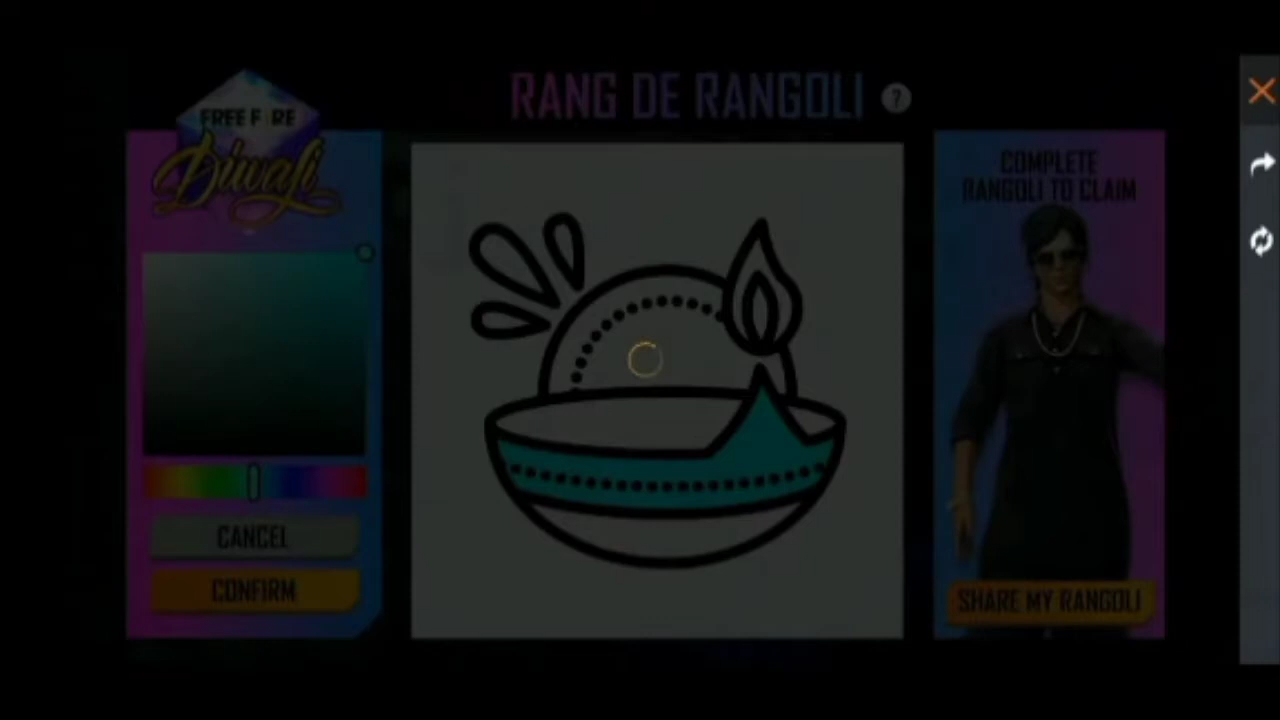 RANG DE RANGOLI ?
FREE FIRE
Diwali
COMPLETE
RANGOLI TO CLAIM
CANCEL
CONFIRM
SHARE MY RANGOLI